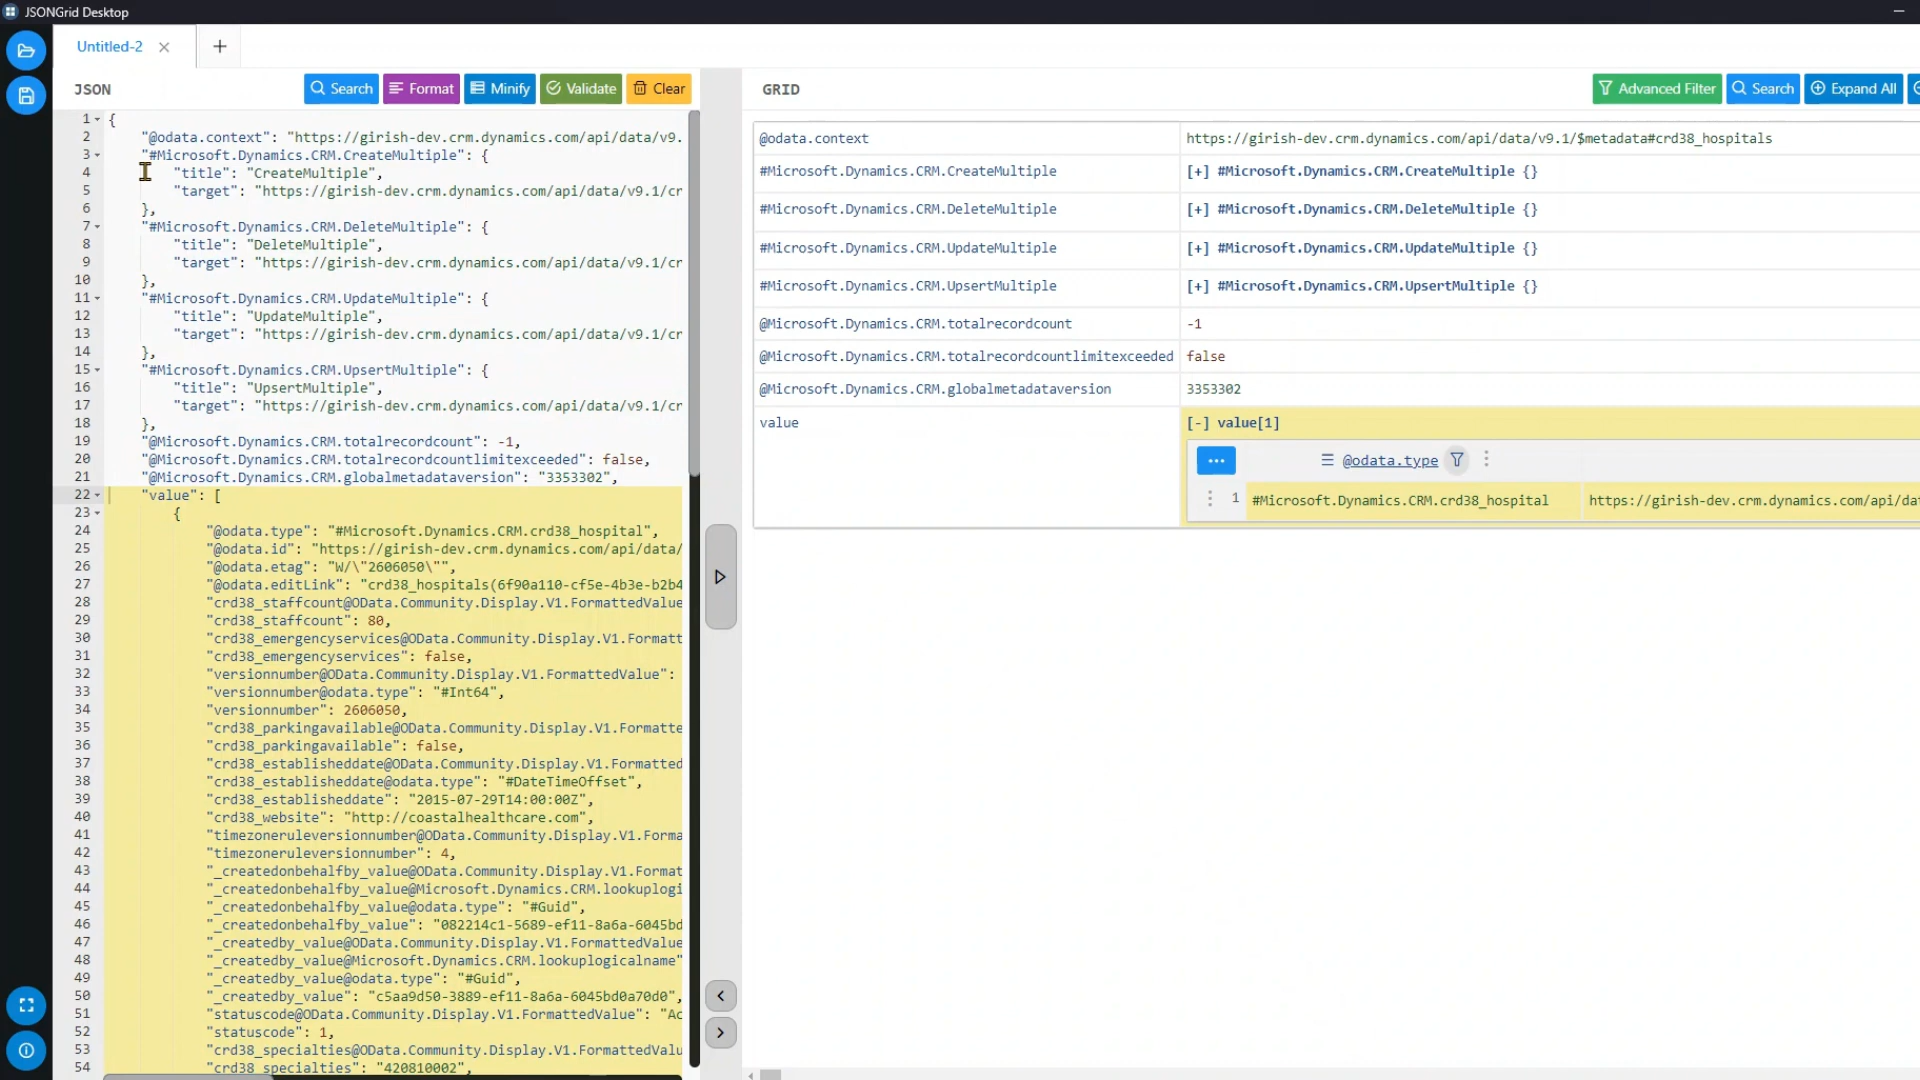 JSONGrid Desktop
Untitled-2
JSON
Search
Format
Minify
Validate
Clear
1 {
2 "@odata.context": "https://girish-dev.crm.dynamics.com/api/data/v9.
3 "#Microsoft.Dynamics.CRM.CreateMultiple": {
4 "title": "CreateMultiple",
5 "target": "https://girish-dev.crm.dynamics.com/api/data/v9.1/cr
6 },
7 "#Microsoft.Dynamics.CRM.DeleteMultiple": {
8 "title": "DeleteMultiple",
9 "target": "https://girish-dev.crm.dynamics.com/api/data/v9.1/cr
10 },
11 "#Microsoft.Dynamics.CRM.UpdateMultiple": {
12 "title": "UpdateMultiple",
13 "target": "https://girish-dev.crm.dynamics.com/api/data/v9.1/cr
14 },
15 "#Microsoft.Dynamics.CRM.UpsertMultiple": {
16 "title": "UpsertMultiple",
17 "target": "https://girish-dev.crm.dynamics.com/api/data/v9.1/cr
18 },
19 "@Microsoft.Dynamics.CRM.totalrecordcount": -1,
20 "@Microsoft.Dynamics.CRM.totalrecordcountlimitexceeded": false,
21 "@Microsoft.Dynamics.CRM.globalmetadataversion": "3353302",
22 "value": [
23 {
24 "@odata.type": "#Microsoft.Dynamics.CRM.crd38_hospital",
25 "@odata.id": "https://girish-dev.crm.dynamics.com/api/data/
26 "@odata.etag": "W/\"2606050\"",
27 "@odata.editLink": "crd38_hospitals(6f90a110-cf5e-4b3e-b2b4
28 "crd38_staffcount@OData.Community.Display.V1.FormattedValue
29 "crd38_staffcount": 80,
30 "crd38_emergencyservices@OData.Community.Display.V1.Formatt
31 "crd38_emergencyservices": false,
32 "versionnumber@OData.Community.Display.V1.FormattedValue":
33 "versionnumber@odata.type": "#Int64",
34 "versionnumber": 2606050,
35 "crd38_parkingavailable@OData.Community.Display.V1.Formatte
36 "crd38_parkingavailable": false,
37 "crd38_establisheddate@OData.Community.Display.V1.Formatted
38 "crd38_establisheddate@odata.type": "#DateTimeOffset",
39 "crd38_establisheddate": "2015-07-29T14:00:00Z",
40 "crd38_website": "http://coastalhealthcare.com",
41 "timezoneruleversionnumber@OData.Community.Display.V1.Forma
42 "timezoneruleversionnumber": 4,
43 "_createdonbehalfby_value@OData.Community.Display.V1.Format
44 "_createdonbehalfby_value@Microsoft.Dynamics.CRM.lookuplogi
45 "_createdonbehalfby_value@odata.type": "#Guid",
46 "_createdonbehalfby_value": "082214c1-5689-ef11-8a6a-6045bd
47 "_createdby_value@OData.Community.Display.V1.FormattedValue
48 "_createdby_value@Microsoft.Dynamics.CRM.lookuplogicalname"
49 "_createdby_value@odata.type": "#Guid",
50 "_createdby_value": "c5aa9d50-3889-ef11-8a6a-6045bd0a70d0",
51 "statuscode@OData.Community.Display.V1.FormattedValue": "Ac
52 "statuscode": 1,
53 "crd38_specialties@OData.Community.Display.V1.FormattedValu
54 "crd38_specialties": "420810002",
GRID
Advanced Filter
Search
Expand All
@odata.context https://girish-dev.crm.dynamics.com/api/data/v9.1/$metadata#crd38_hospitals
#Microsoft.Dynamics.CRM.CreateMultiple [+] #Microsoft.Dynamics.CRM.CreateMultiple {}
#Microsoft.Dynamics.CRM.DeleteMultiple [+] #Microsoft.Dynamics.CRM.DeleteMultiple {}
#Microsoft.Dynamics.CRM.UpdateMultiple [+] #Microsoft.Dynamics.CRM.UpdateMultiple {}
#Microsoft.Dynamics.CRM.UpsertMultiple [+] #Microsoft.Dynamics.CRM.UpsertMultiple {}
@Microsoft.Dynamics.CRM.totalrecordcount -1
@Microsoft.Dynamics.CRM.totalrecordcountlimitexceeded false
@Microsoft.Dynamics.CRM.globalmetadataversion 3353302
value [-] value[1]
@odata.type
1 #Microsoft.Dynamics.CRM.crd38_hospital https://girish-dev.crm.dynamics.com/api/dat